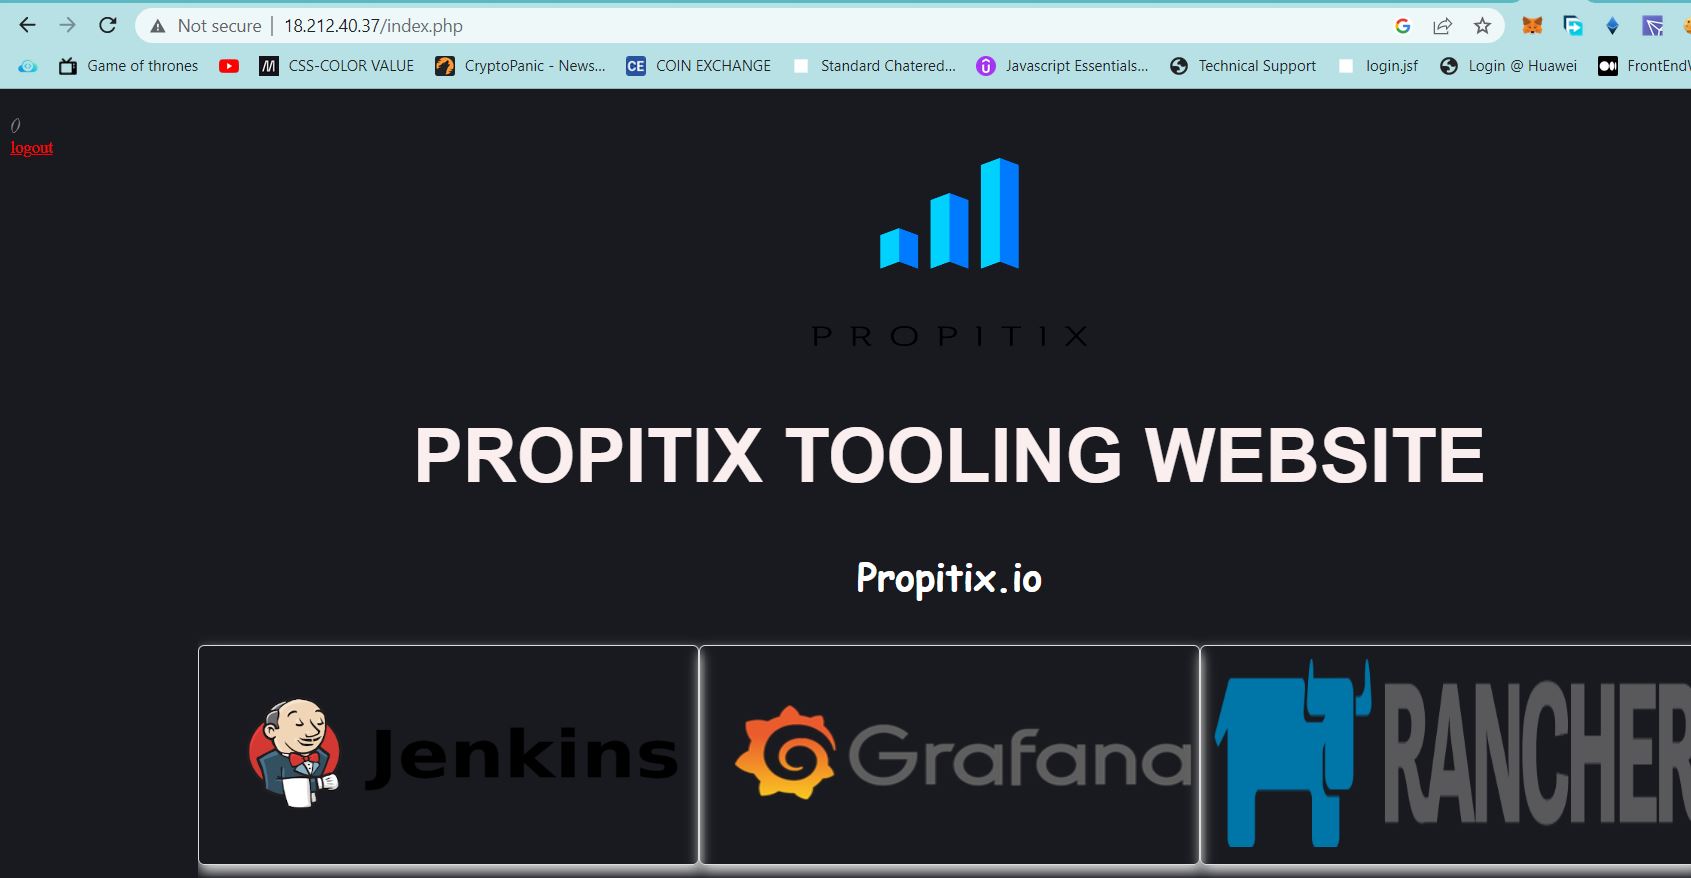 Not secure | 18.212.40.37/index.php
Game of thrones M CSS-COLOR VALUE CryptoPanic - News... CE COIN EXCHANGE Standard Chatered... Javascript Essentials... Technical Support login.jsf Login @ Huawei FrontEnd
()
logout
PROPITIX
PROPITIX TOOLING WEBSITE
Propitix.io
Jenkins Grafana RANCHER